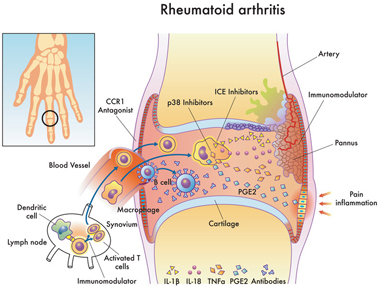 Rheumatoid arthritis
Artery
ICE Inhibitors
CCR1
Antagonist
p38 Inhibitors
Immunomodulator
Pannus
Blood Vessel
B cell
PGE2
Pain
inflammation
Macrophage
Dendritic
cell
Synovium
Cartilage
Lymph node
Activated T
cells
Immunomodulator
IL-1β IL-18 TNFα PGE2 Antibodies